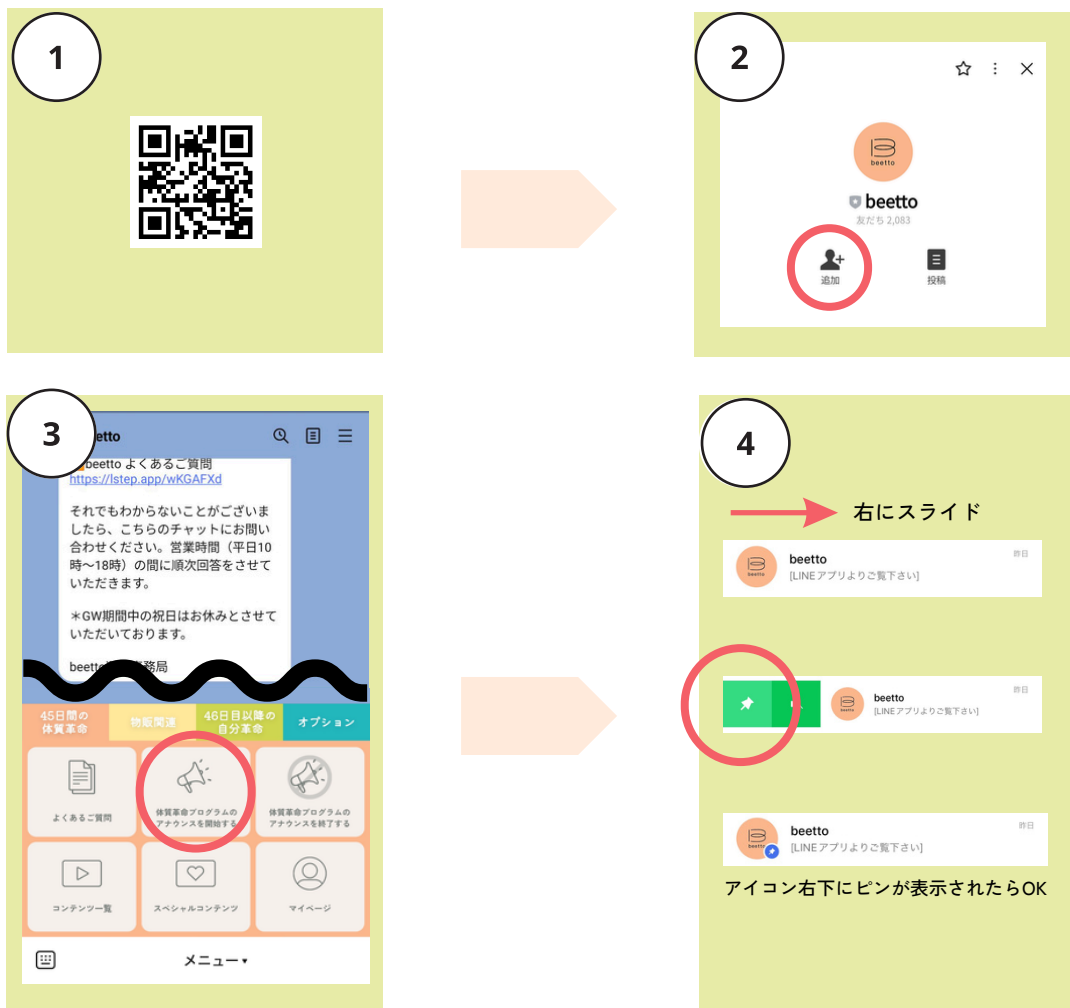 1
2
beetto
beetto
友だち 2,083
追加
投稿
3
etto
beetto よくあるご質問
https://lstep.app/wKGAFXd
それでもわからないことがございま
したら、こちらのチャットにお問い
合わせください。営業時間（平日10
時〜18時）の間に順次回答をさせて
いただきます。
＊GW期間中の祝日はお休みとさせて
いただいております。
beetto
務局
45日間の
体質革命
物販関連
46日目以降の
自分革命
オプション
よくあるご質問
体質革命プログラムの
アナウンスを開始する
体質革命プログラムの
アナウンスを終了する
コンテンツ一覧
スペシャルコンテンツ
マイページ
メニュー▾
4
右にスライド
beetto
beetto
昨日
[LINEアプリよりご覧下さい]
beetto
beetto
昨日
[LINEアプリよりご覧下さい]
beetto
beetto
昨日
[LINEアプリよりご覧下さい]
アイコン右下にピンが表示されたらOK